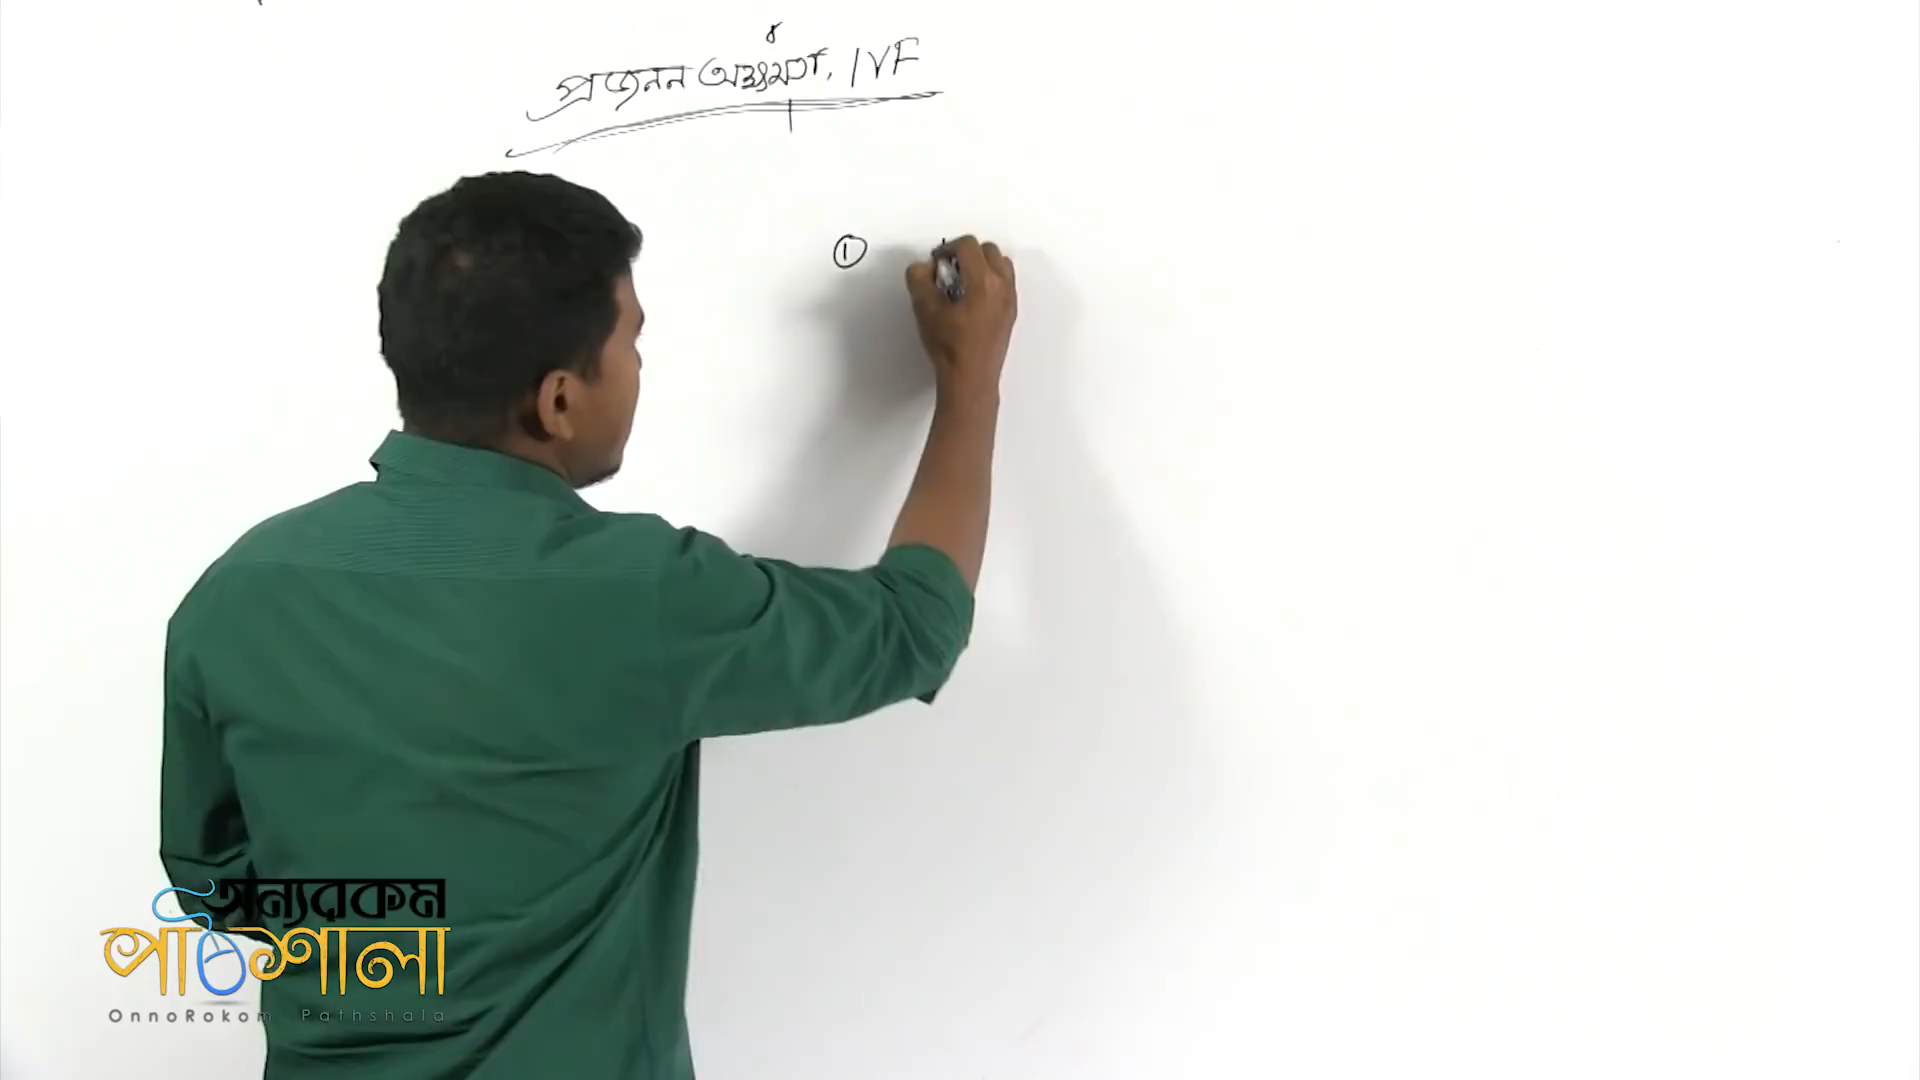 প্রজনন অক্ষমতা, IVF
①
অন্যরকম
পাঠশালা
OnnoRokom Pathshala